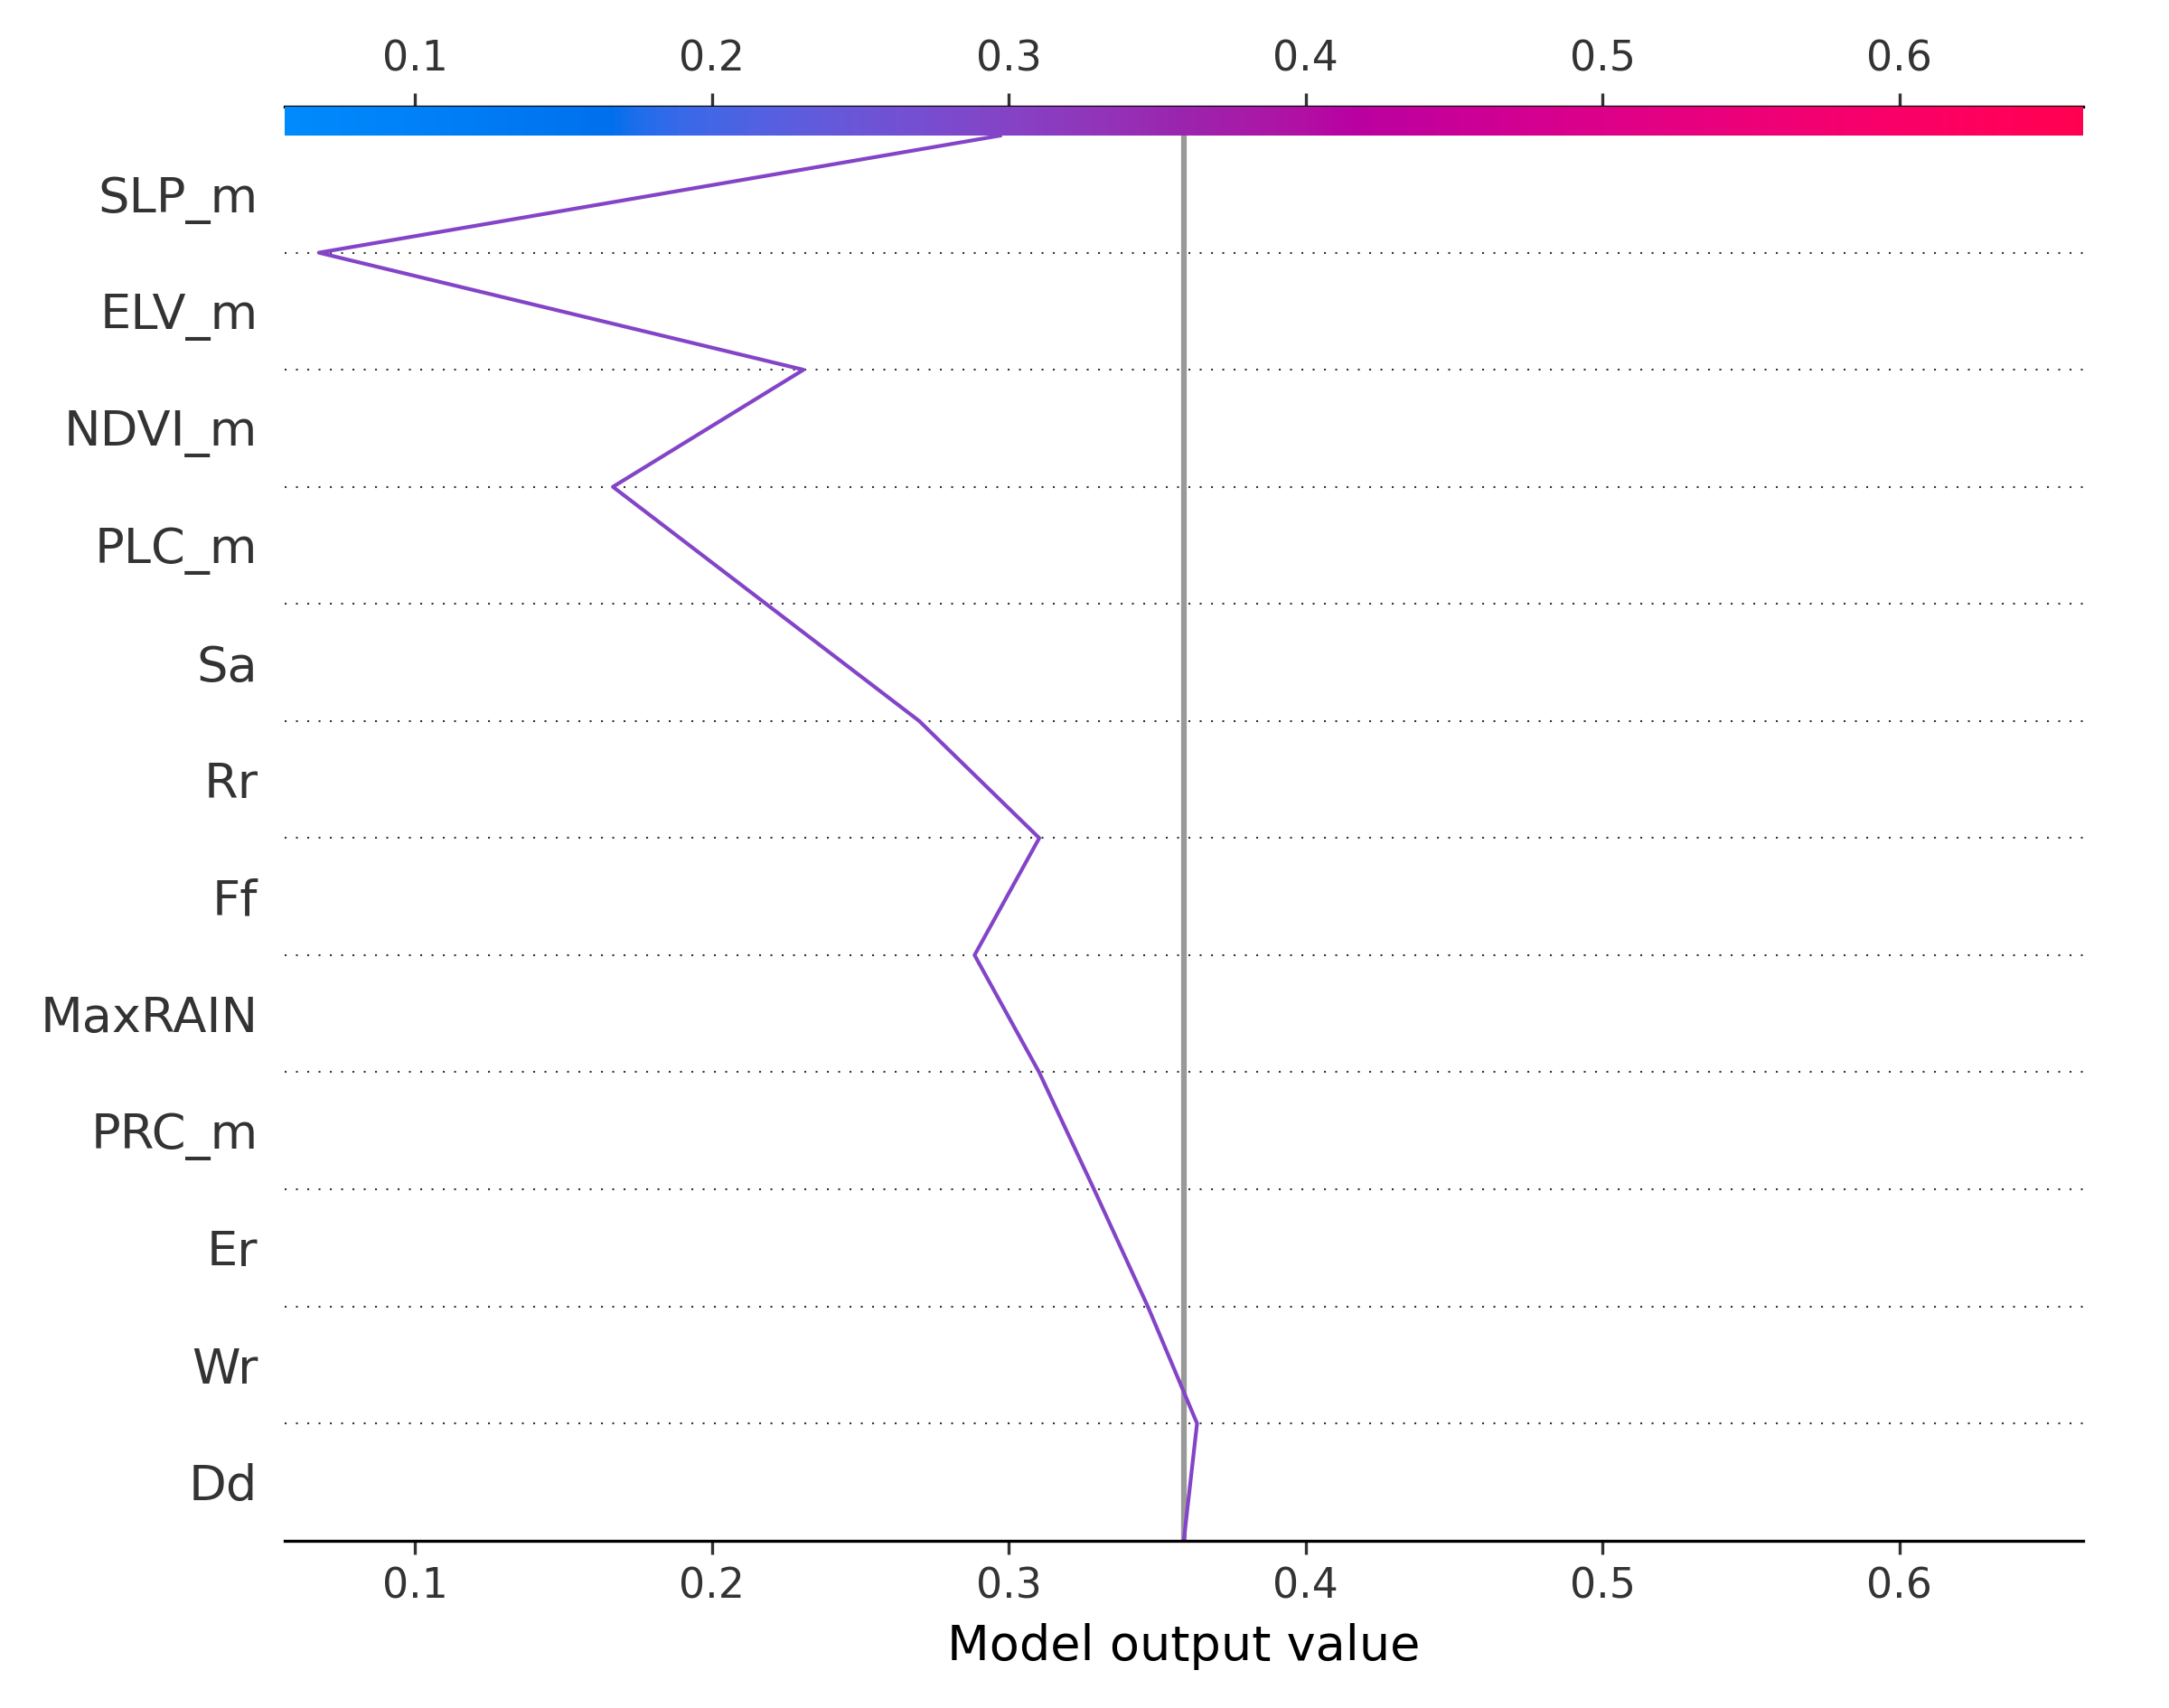 0.1 0.2 0.3 0.4 0.5 0.6
SLP_m
ELV_m
NDVI_m
PLC_m
Sa
Rr
Ff
MaxRAIN
PRC_m
Er
Wr
Dd
0.1 0.2 0.3 0.4 0.5 0.6
Model output value